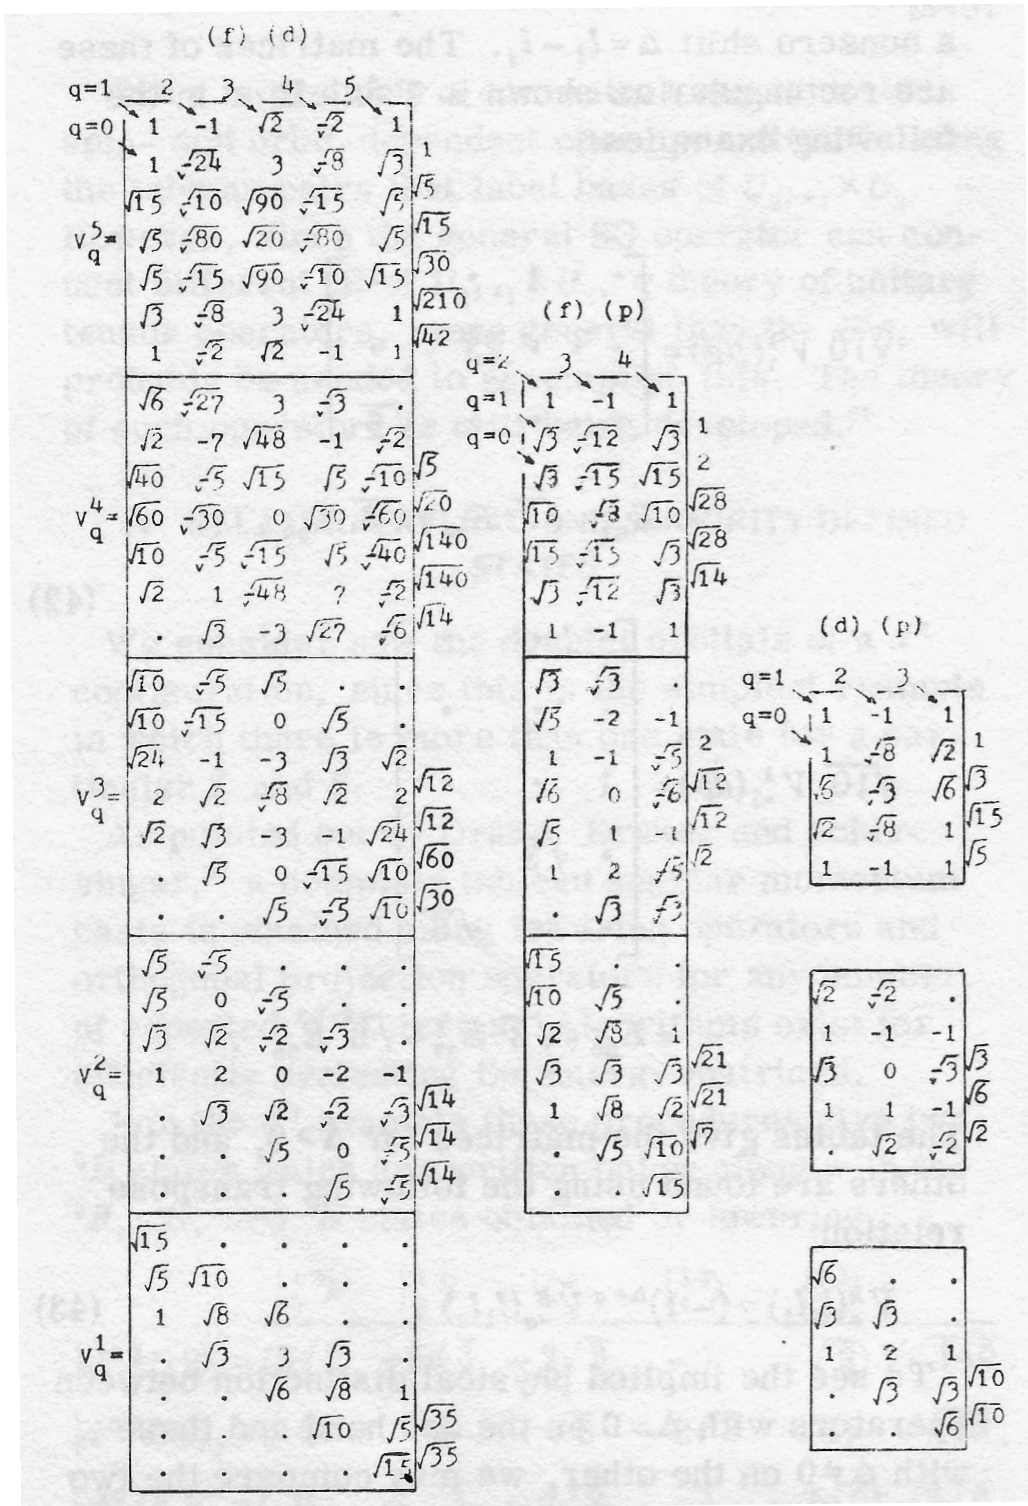 (f) (d)
q=1 2 3 4 5
q=0 1 -1 √2 -√2 1
1 -√24 3 -√8 √3 1
√15 -√10 √90 -√15 √5 √5
V⁵q= √5 -√80 √20 -√80 √5 √15
√5 -√15 √90 -√10 √15 √30
√3 -√8 3 -√24 1 √210
1 -√2 √2 -1 1 √42
√6 -√27 3 -√3 .
√2 -7 √48 -1 -√2
√40 -√5 √15 √5 -√10 √5
V⁴q= √60 -√30 0 √30 -√60 √20
√10 -√5 -√15 √5 -√40 √140
√2 1 -√48 -√2 √140
. √3 -3 √27 -√6 √14
√10 -√5 √5 . .
√10 -√15 0 √5 .
√24 -1 -3 √3 √2
V³q= 2 √2 -√8 √2 2 √12
√2 √3 -3 -1 √24 √12
. √5 0 -√15 √10 √60
. . √5 -√5 √10 √30
√5 -√5 . . .
√5 0 -√5 . .
√3 √2 -√2 -√3 .
V²q= 1 2 0 -2 -1
. √3 √2 -√2 -√3 √14
. . √5 0 -√5 √14
. . . √5 -√5 √14
√15 . . . .
√5 √10 . . .
1 √8 √6 . .
V¹q= . √3 3 √3 .
. . √6 √8 1
. . . √10 √5 √35
. . . . √15 √35
(f) (p)
q=2 3 4
q=1 1 -1 1
q=0 √3 -√12 √3 1
√3 -√15 √15 2
√10 -√8 √10 √28
√15 -√15 √3 √28
√3 -√12 √3 √14
1 -1 1
√3 -√3 .
√5 -2 -1
1 -1 -√5 2
√6 0 -√6 √12
√5 1 -1 √12
1 2 -√5 √2
. √3 -√3
√15 . .
√10 √5 .
√2 √8 1
√3 √3 √3 √21
1 √8 √2 √21
. √5 √10 √7
. . √15
(d) (p)
q=1 2 3
q=0 1 -1 1
1 -√8 √2 1
√6 -√3 √6 √3
√2 -√8 1 √15
1 -1 1 √5
√2 -√2 .
1 -1 -1
√3 0 -√3 √3
1 1 -1 √6
. √2 -√2 √2
√6 . .
√3 √3 .
1 2 1
. √3 √3 √10
. . √6 √10